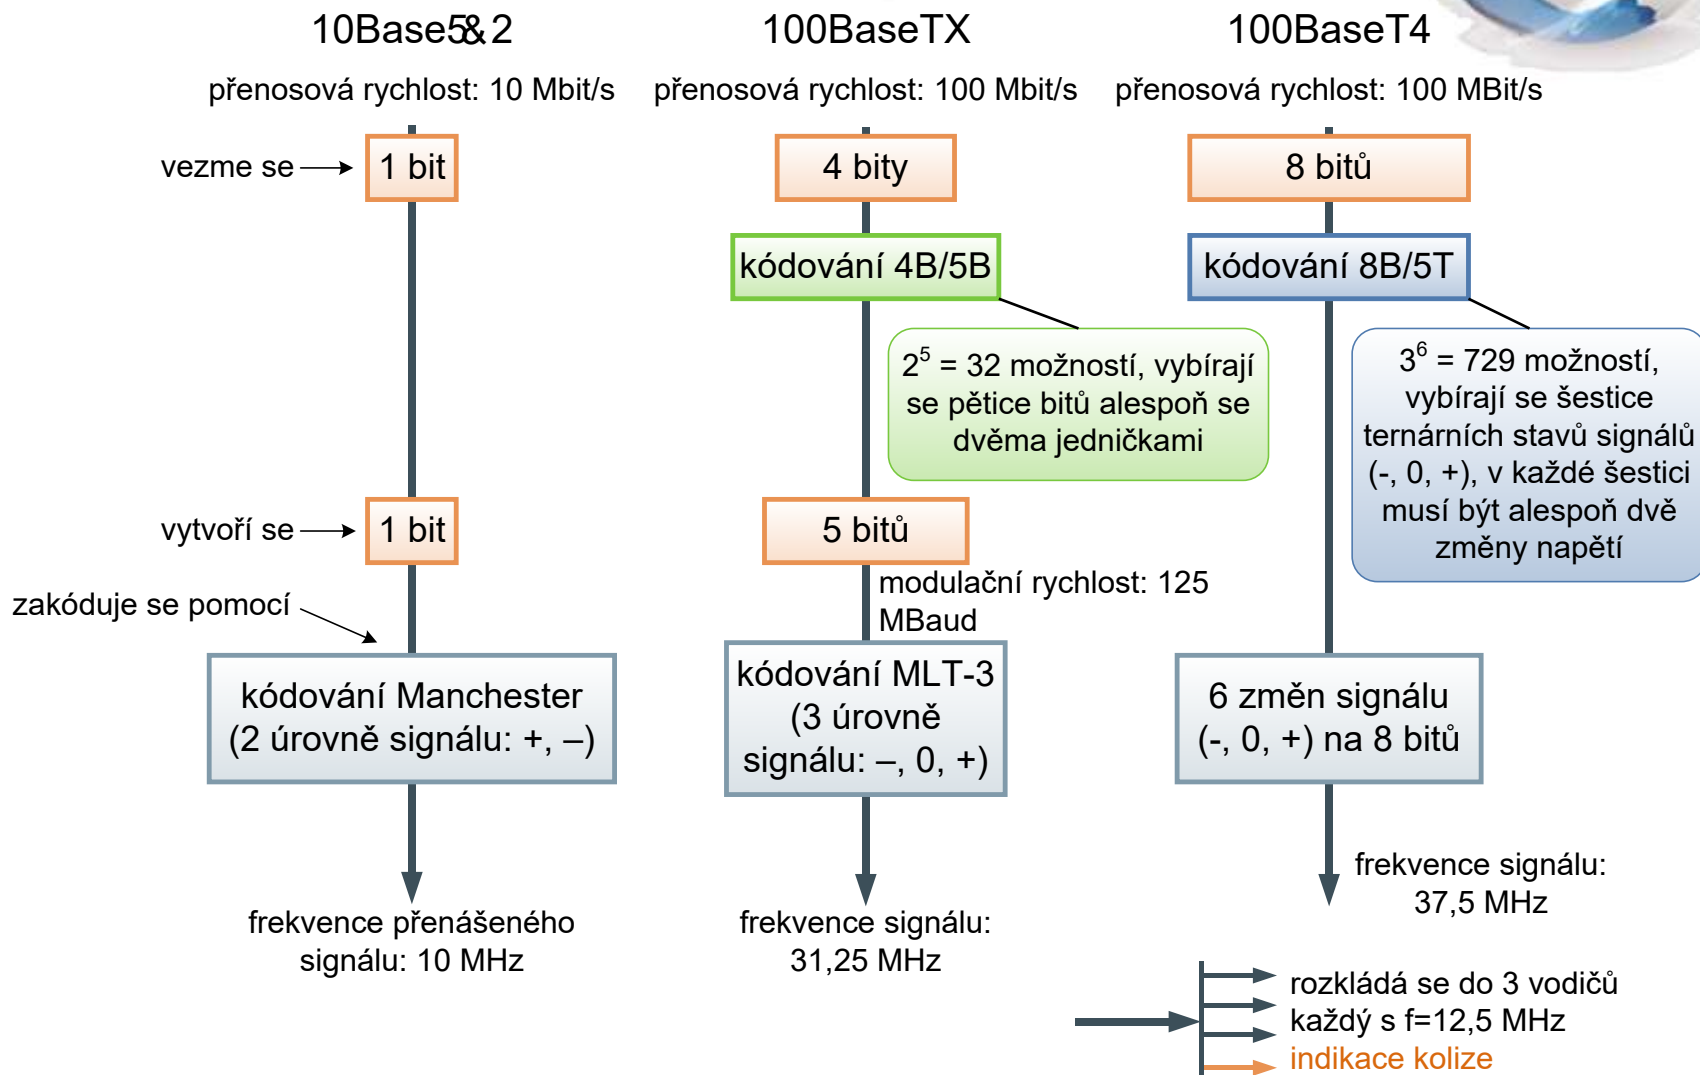 10Base5& 2
přenosová rychlost: 10 Mbit/s
vezme se
1 bit
vytvoří se
1 bit
zakóduje se pomocí
kódování Manchester
(2 úrovně signálu: +, –)
frekvence přenášeného
signálu: 10 MHz
100BaseTX
přenosová rychlost: 100 Mbit/s
4 bity
kódování 4B/5B
2^5 = 32 možností, vybírají
se pětice bitů alespoň se
dvěma jedničkami
5 bitů
modulační rychlost: 125
MBaud
kódování MLT-3
(3 úrovně
signálu: –, 0, +)
frekvence signálu:
31,25 MHz
100BaseT4
přenosová rychlost: 100 MBit/s
8 bitů
kódování 8B/5T
3^6 = 729 možností,
vybírají se šestice
ternárních stavů signálů
(-, 0, +), v každé šestici
musí být alespoň dvě
změny napětí
6 změn signálu
(-, 0, +) na 8 bitů
frekvence signálu:
37,5 MHz
rozkládá se do 3 vodičů
každý s f=12,5 MHz
indikace kolize